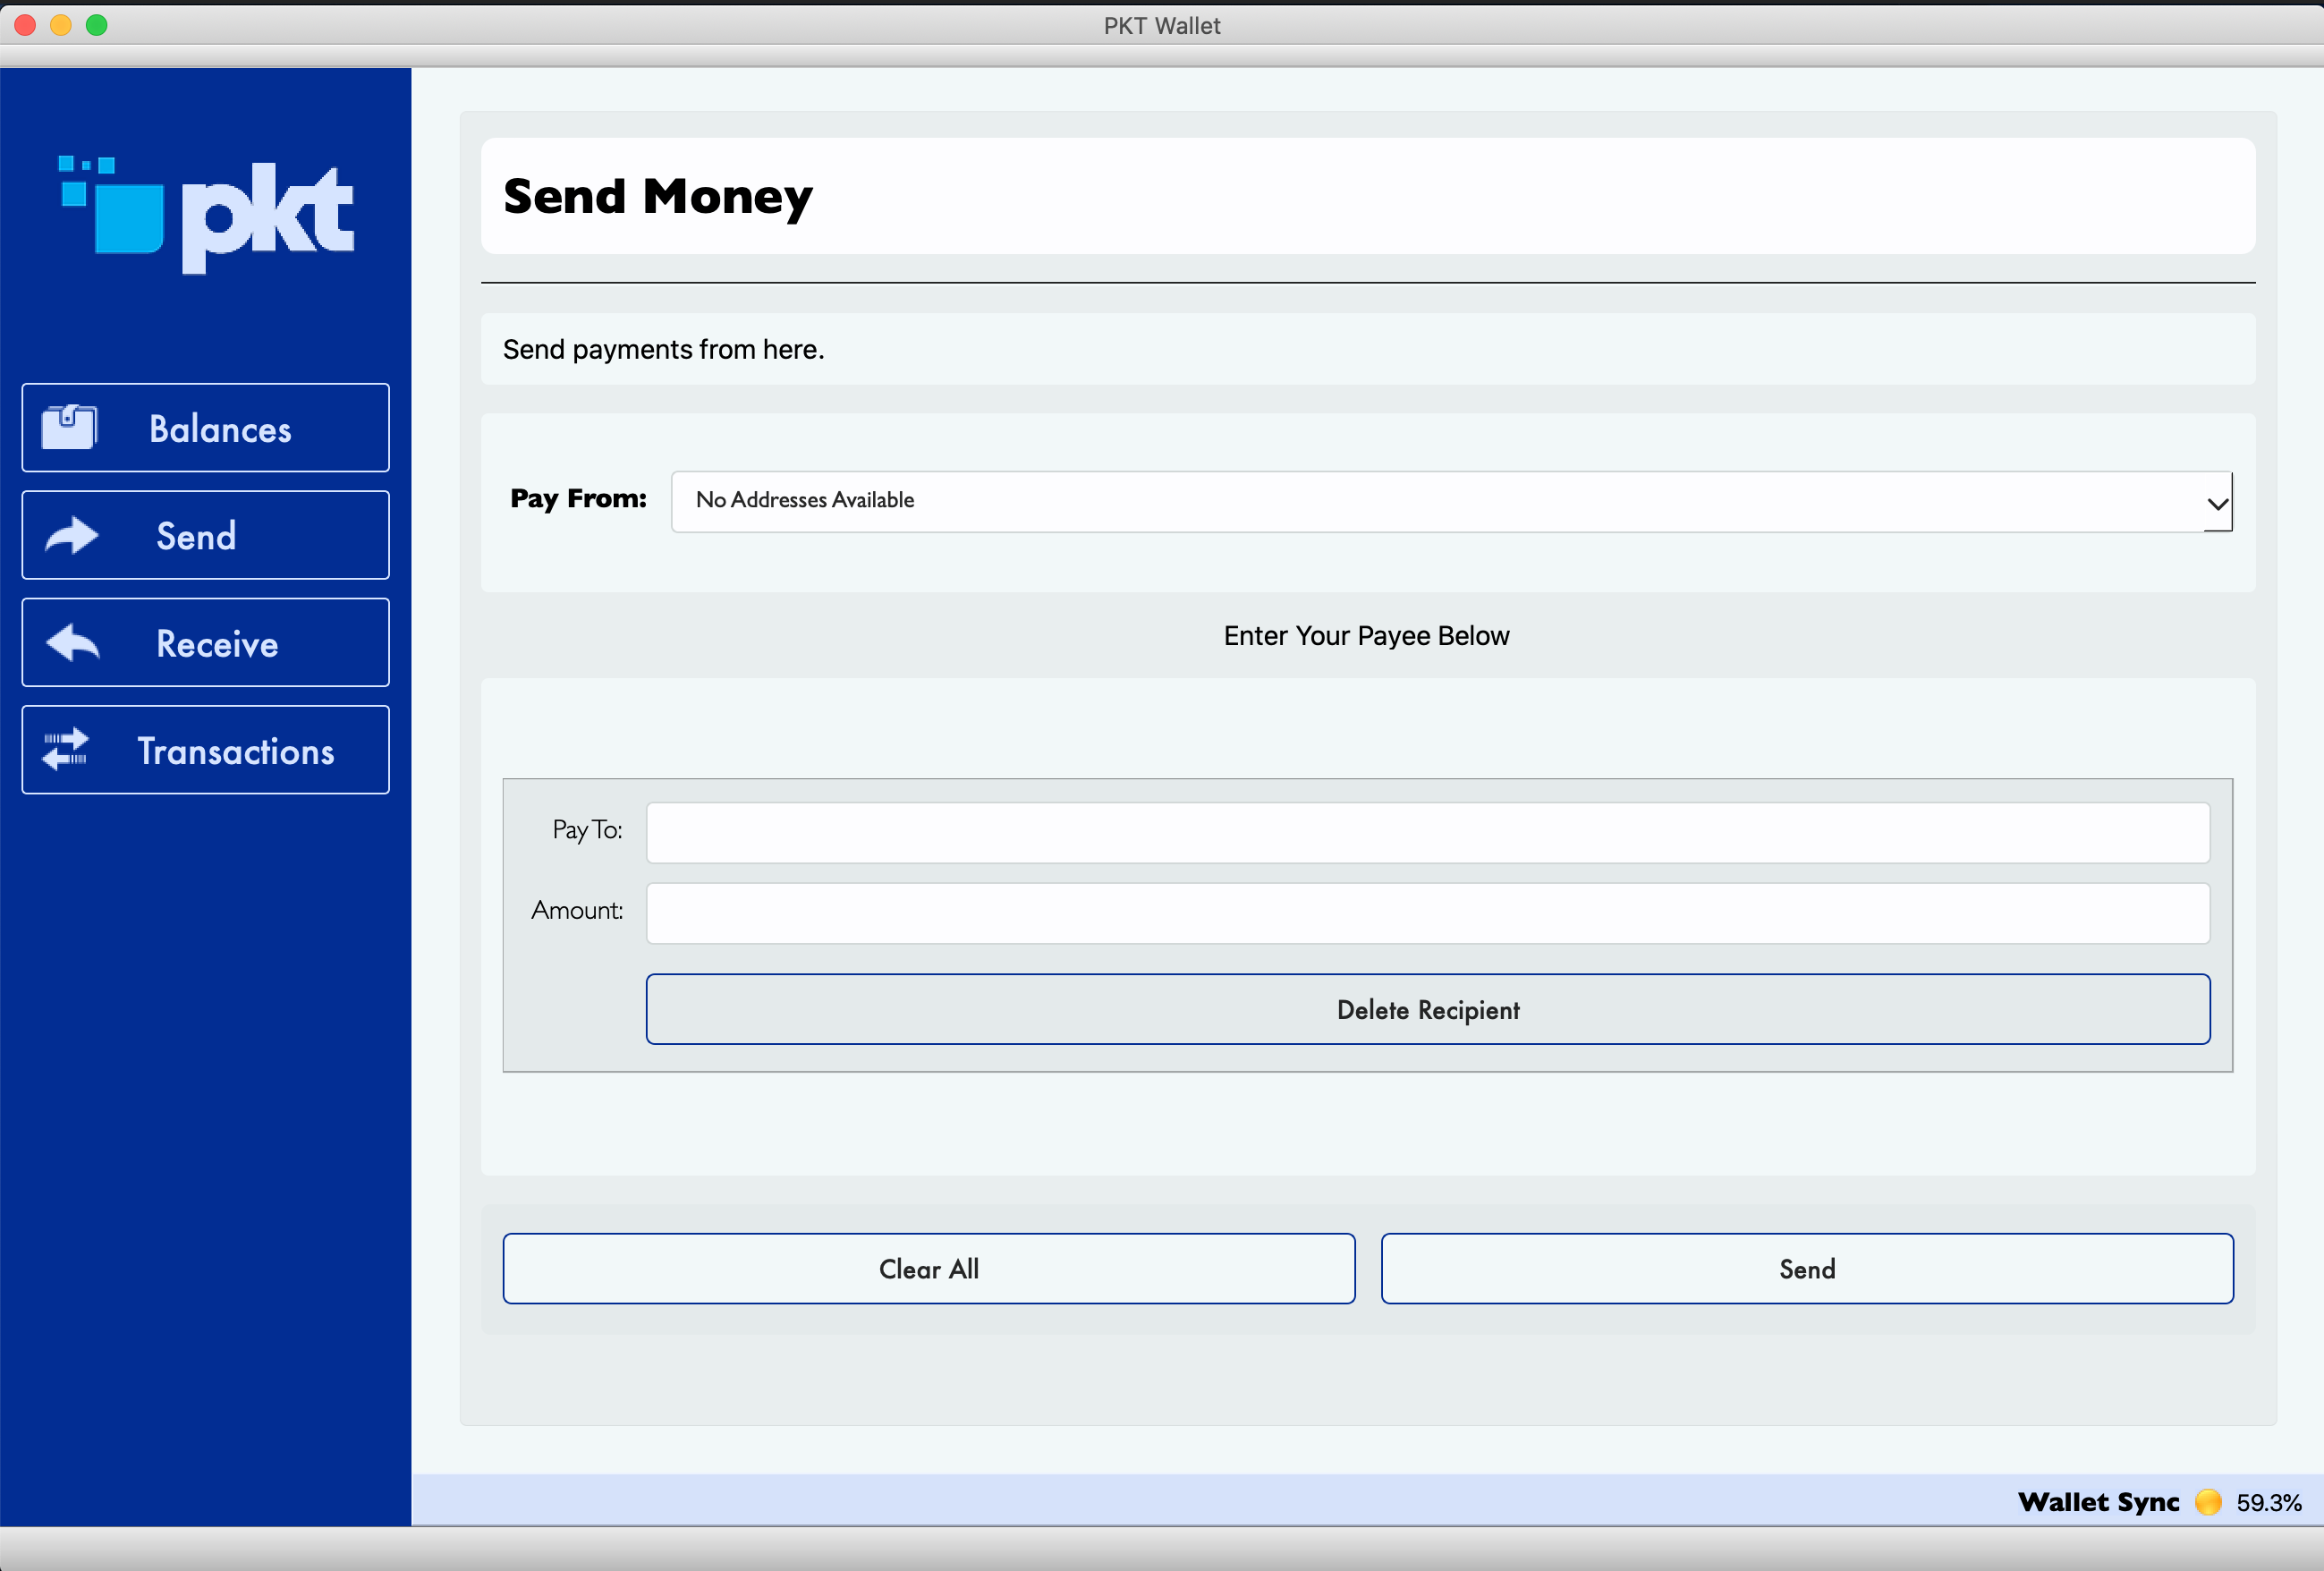 PKT Wallet
pkt
Balances
Send
Receive
Transactions
Send Money
Send payments from here.
Pay From:
No Addresses Available
Enter Your Payee Below
Pay To:
Amount:
Delete Recipient
Clear All
Send
Wallet Sync
59.3%